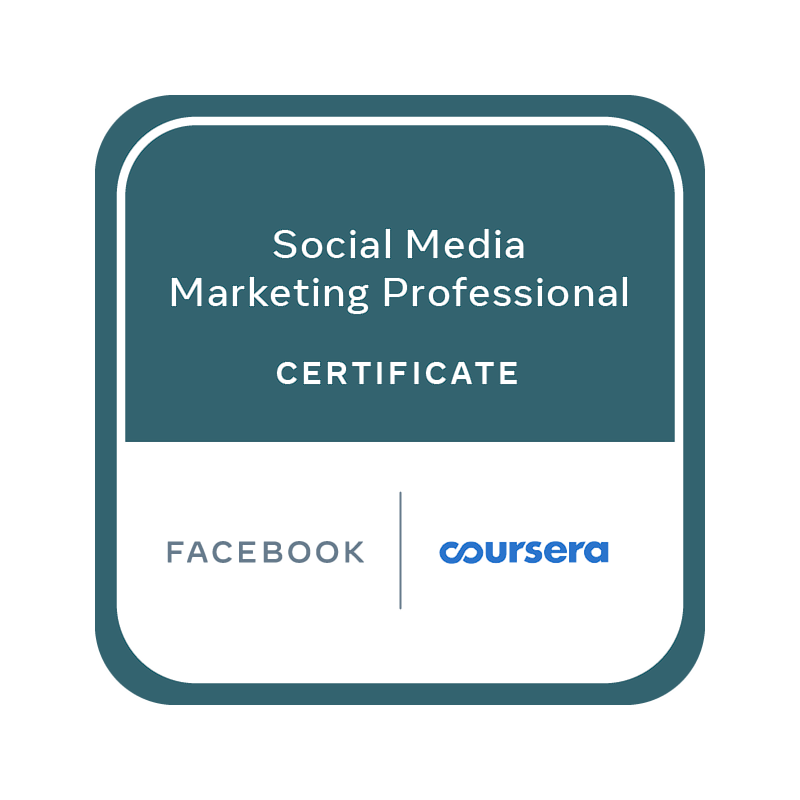 Social Media
Marketing Professional
CERTIFICATE
FACEBOOK
coursera